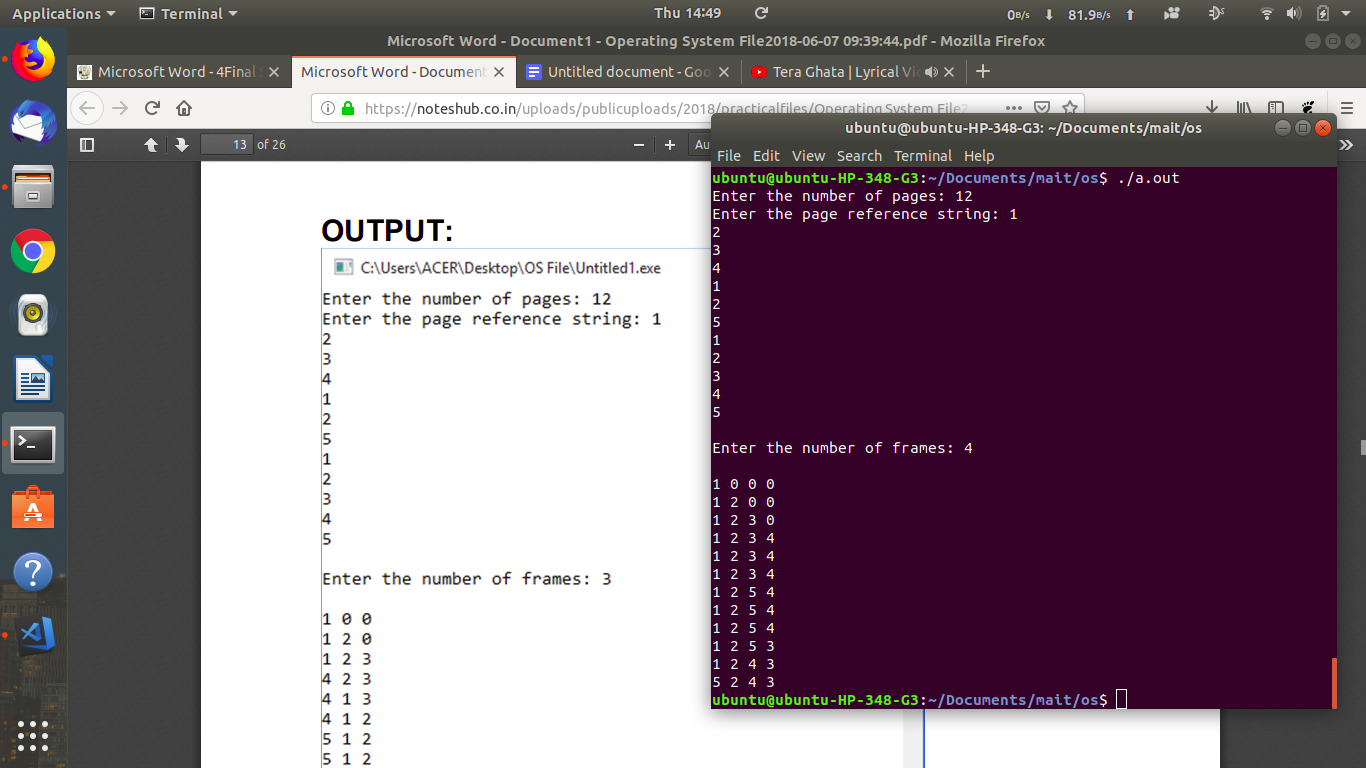 Applications
Terminal
Thu 14:49
0B/s
81.9B/s
Microsoft Word - Document1 - Operating System File2018-06-07 09:39:44.pdf - Mozilla Firefox
Microsoft Word - 4Final S
Microsoft Word - Document
Untitled document - Goo
Tera Ghata | Lyrical Vi
https://noteshub.co.in/uploads/publicuploads/2018/practicalfiles/Operating System File2
13 of 26
Au
OUTPUT:
C:\Users\ACER\Desktop\OS File\Untitled1.exe
Enter the number of pages: 12
Enter the page reference string: 1
2
3
4
1
2
5
1
2
3
4
5
Enter the number of frames: 3
1 0 0
1 2 0
1 2 3
4 2 3
4 1 3
4 1 2
5 1 2
5 1 2
ubuntu@ubuntu-HP-348-G3: ~/Documents/mait/os
File Edit View Search Terminal Help
ubuntu@ubuntu-HP-348-G3:~/Documents/mait/os$ ./a.out
Enter the number of pages: 12
Enter the page reference string: 1
2
3
4
1
2
5
1
2
3
4
5
Enter the number of frames: 4
1 0 0 0
1 2 0 0
1 2 3 0
1 2 3 4
1 2 3 4
1 2 3 4
1 2 5 4
1 2 5 4
1 2 5 4
1 2 5 3
1 2 4 3
5 2 4 3
ubuntu@ubuntu-HP-348-G3:~/Documents/mait/os$